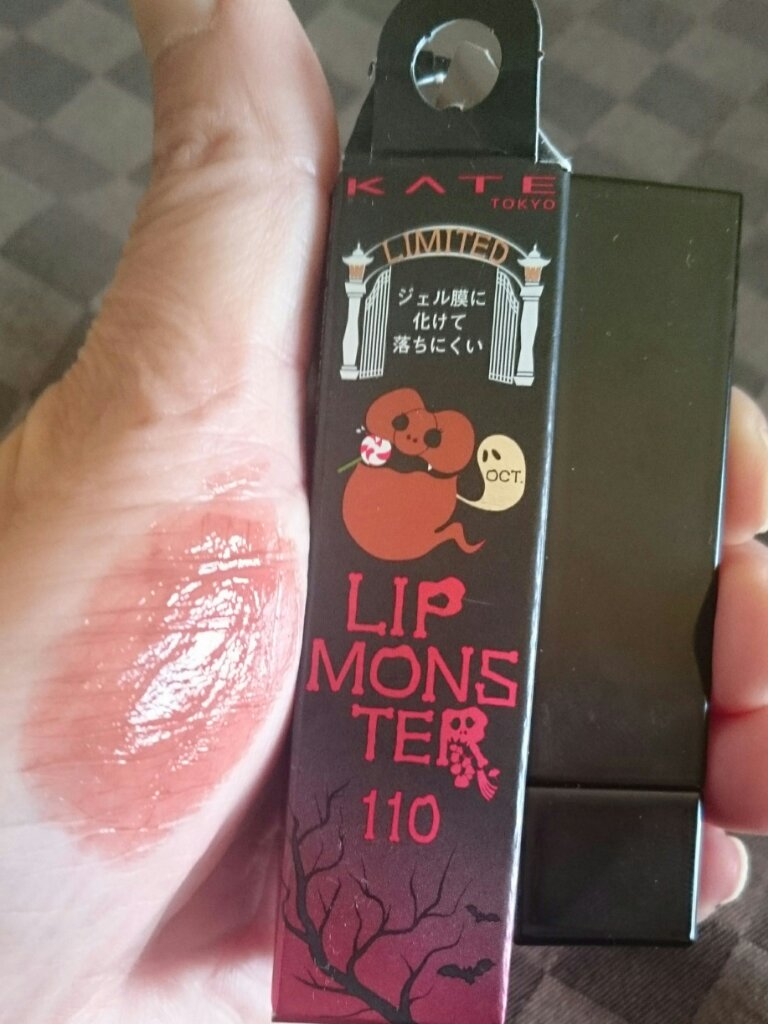 KATE
TOKYO
LIMITED
ジェル膜に
化けて
落ちにくい
OCT.
LIP
MONS
TER
110